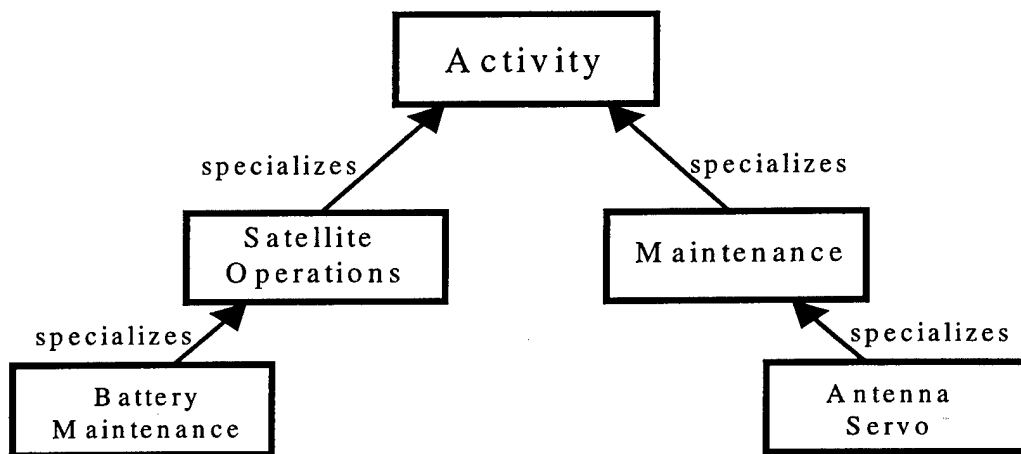 Activity
specializes
specializes
Satellite
Operations
Maintenance
specializes
specializes
Battery
Maintenance
Antenna
Servo